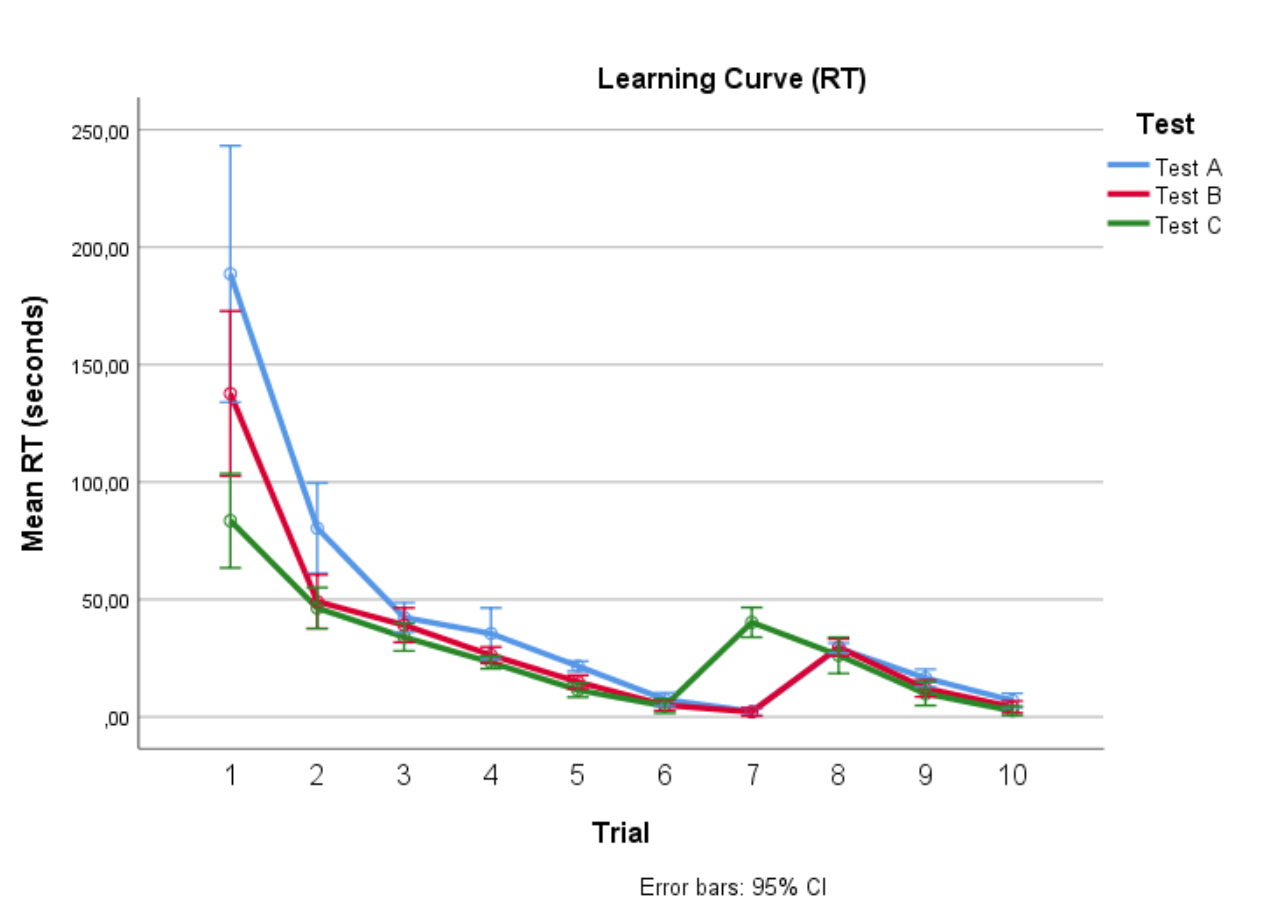 Learning Curve (RT)
Test
Test A
Test B
Test C
Mean RT (seconds)
250,00
200,00
150,00
100,00
50,00
,00
1 2 3 4 5 6 7 8 9 10
Trial
Error bars: 95% CI